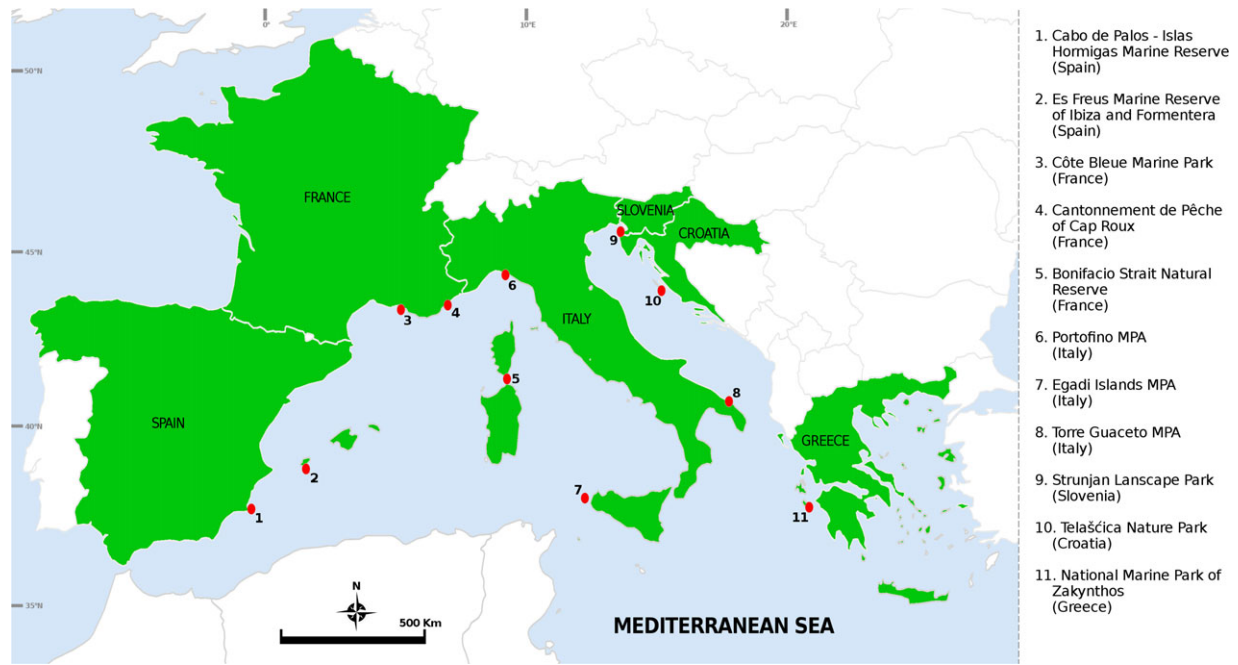 0°
10°E
20°E
50°N
45°N
40°N
35°N
FRANCE
SLOVENIA
CROATIA
ITALY
SPAIN
GREECE
9
10
6
3
4
5
8
2
7
1
11
N
500 Km
MEDITERRANEAN SEA
1. Cabo de Palos - Islas
Hormigas Marine Reserve
(Spain)
2. Es Freus Marine Reserve
of Ibiza and Formentera
(Spain)
3. Côte Bleue Marine Park
(France)
4. Cantonnement de Pêche
of Cap Roux
(France)
5. Bonifacio Strait Natural
Reserve
(France)
6. Portofino MPA
(Italy)
7. Egadi Islands MPA
(Italy)
8. Torre Guaceto MPA
(Italy)
9. Strunjan Lanscape Park
(Slovenia)
10. Telašćica Nature Park
(Croatia)
11. National Marine Park of
Zakynthos
(Greece)